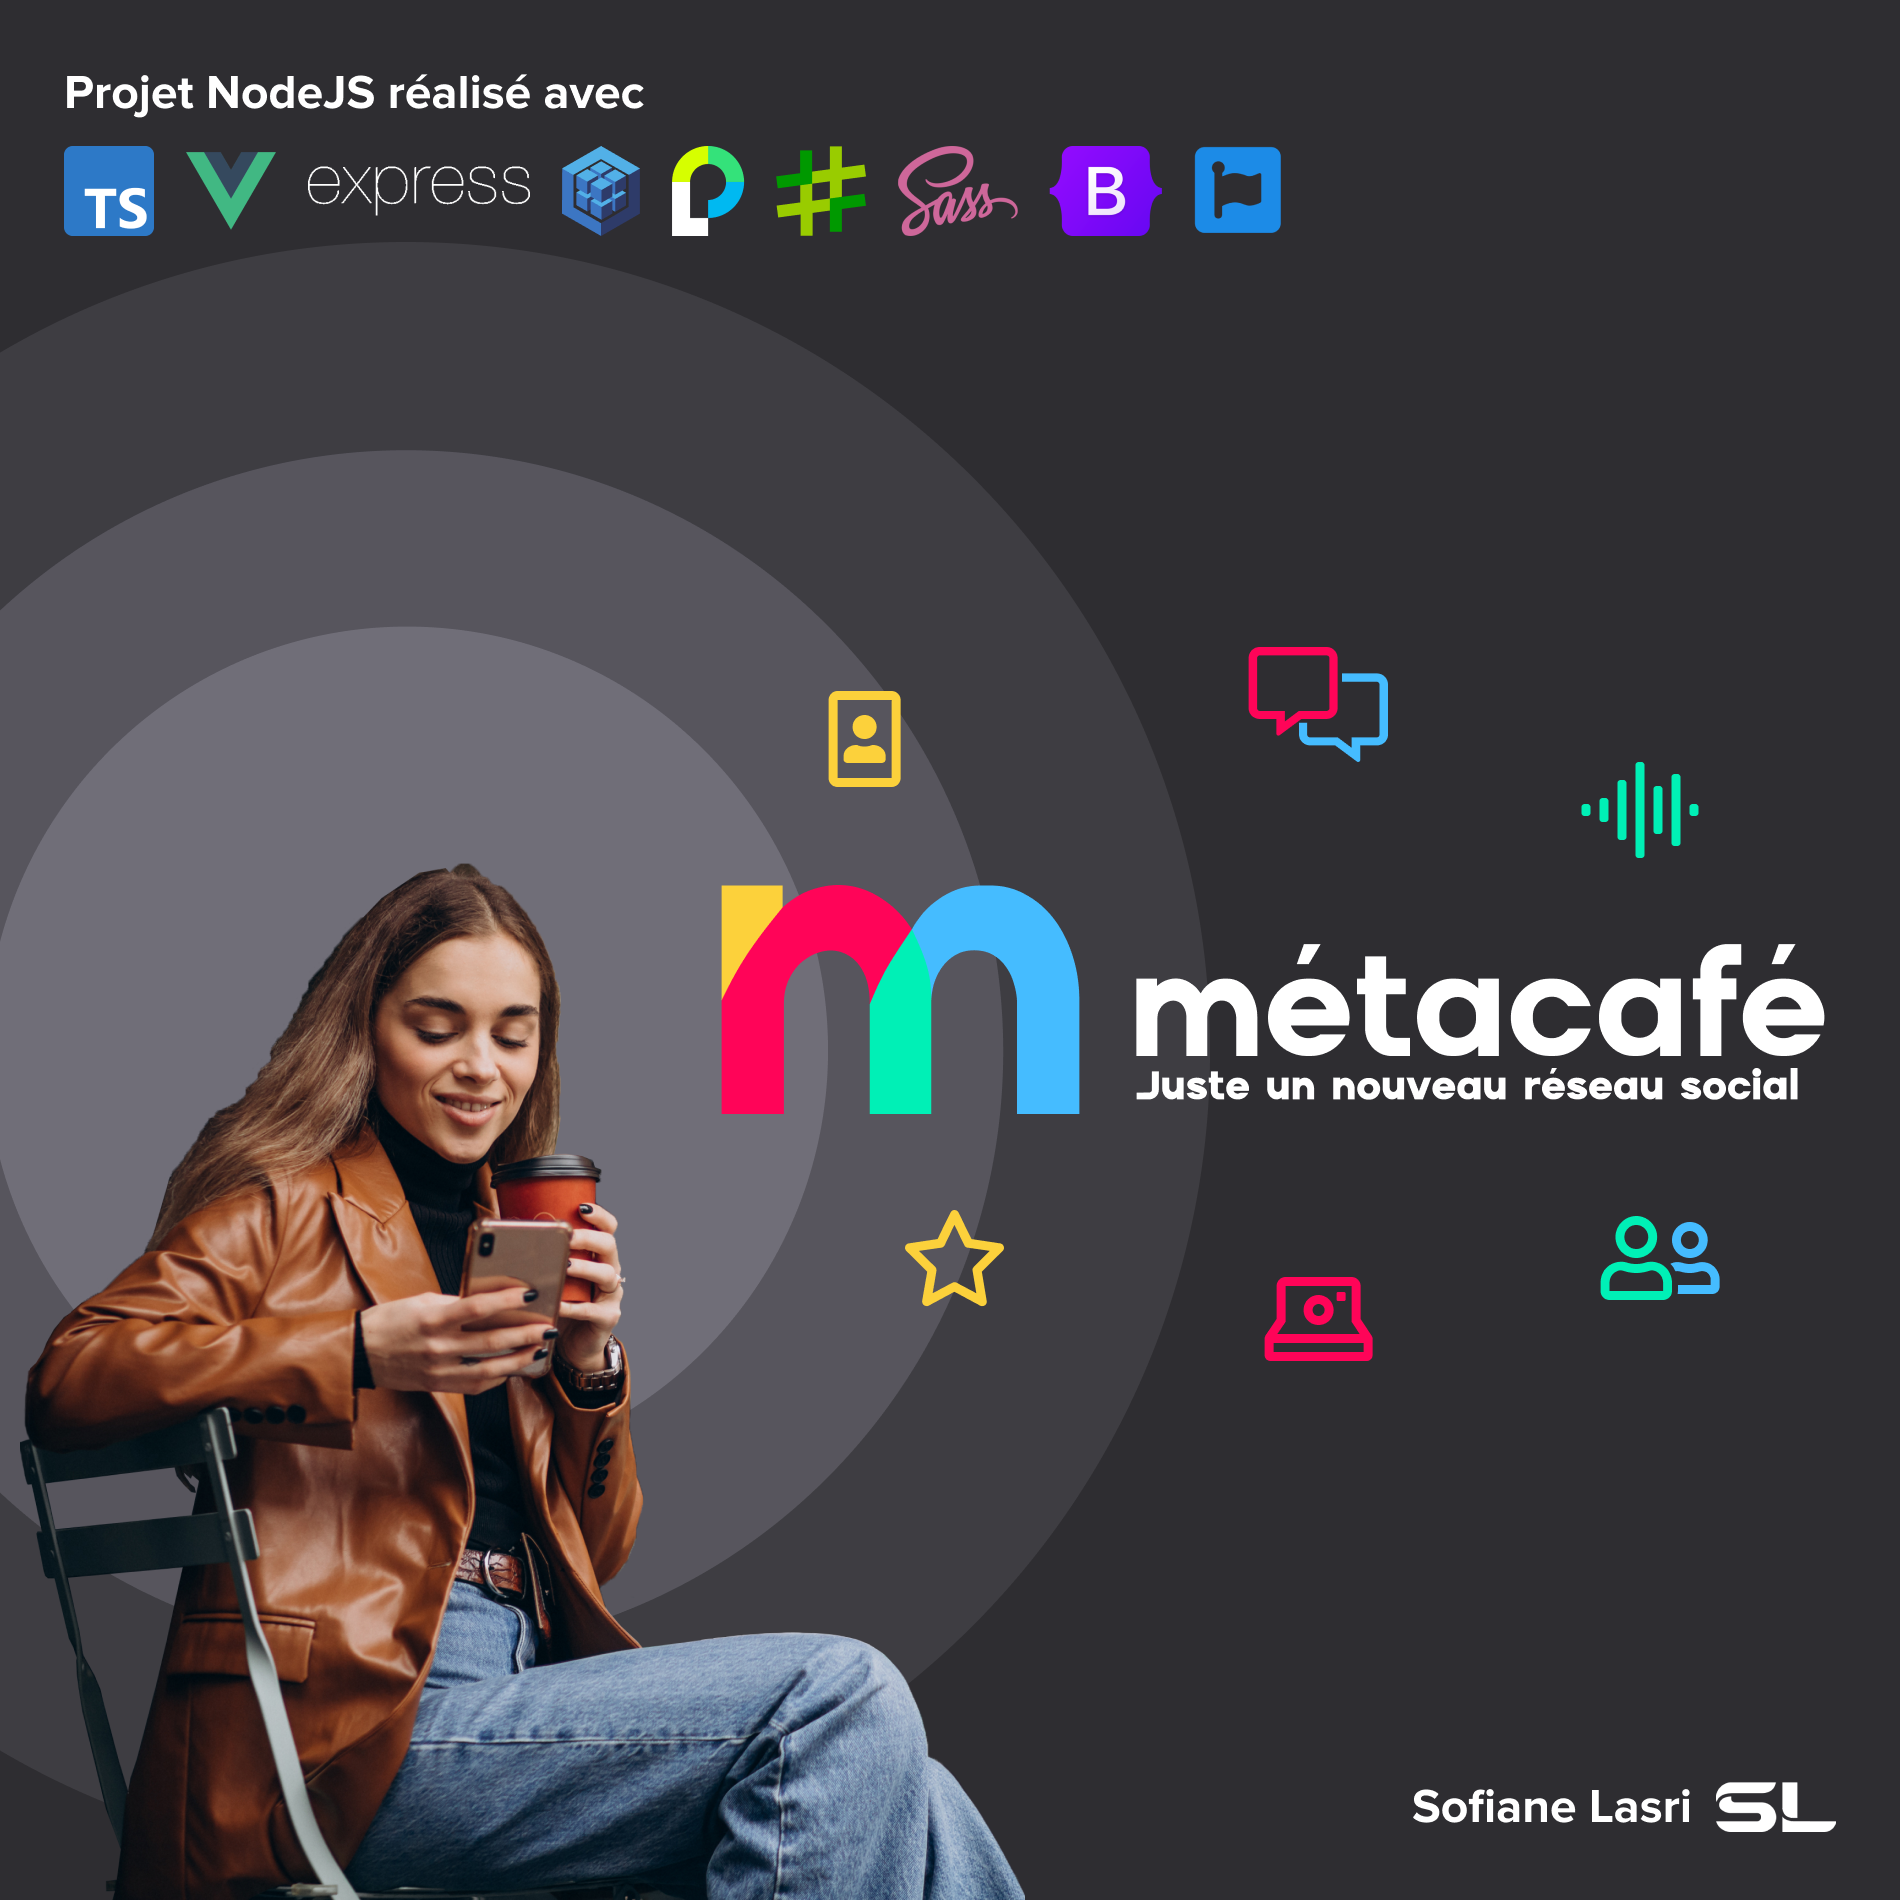 Projet NodeJS réalisé avec
TS express Sass B
m
métacafé
Juste un nouveau réseau social
Sofiane Lasri SL